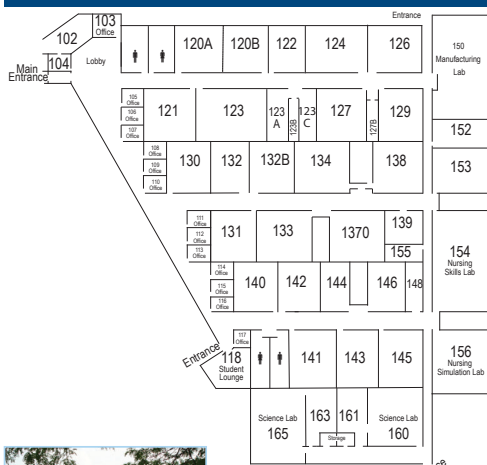 Entrance
103
Office
102
104
Lobby
Main
Entrance
120A
120B
122
124
126
150
Manufacturing
Lab
105
Office
106
Office
107
Office
121
123
123
A
123B
123
C
127
127B
129
152
108
Office
109
Office
110
Office
130
132
132B
134
138
153
111
Office
112
Office
113
Office
131
133
1370
139
155
154
Nursing
Skills Lab
114
Office
115
Office
116
Office
140
142
144
146
148
Entrance
117
Office
118
Student
Lounge
141
143
145
156
Nursing
Simulation Lab
Science Lab
165
163
161
Storage
Science Lab
160